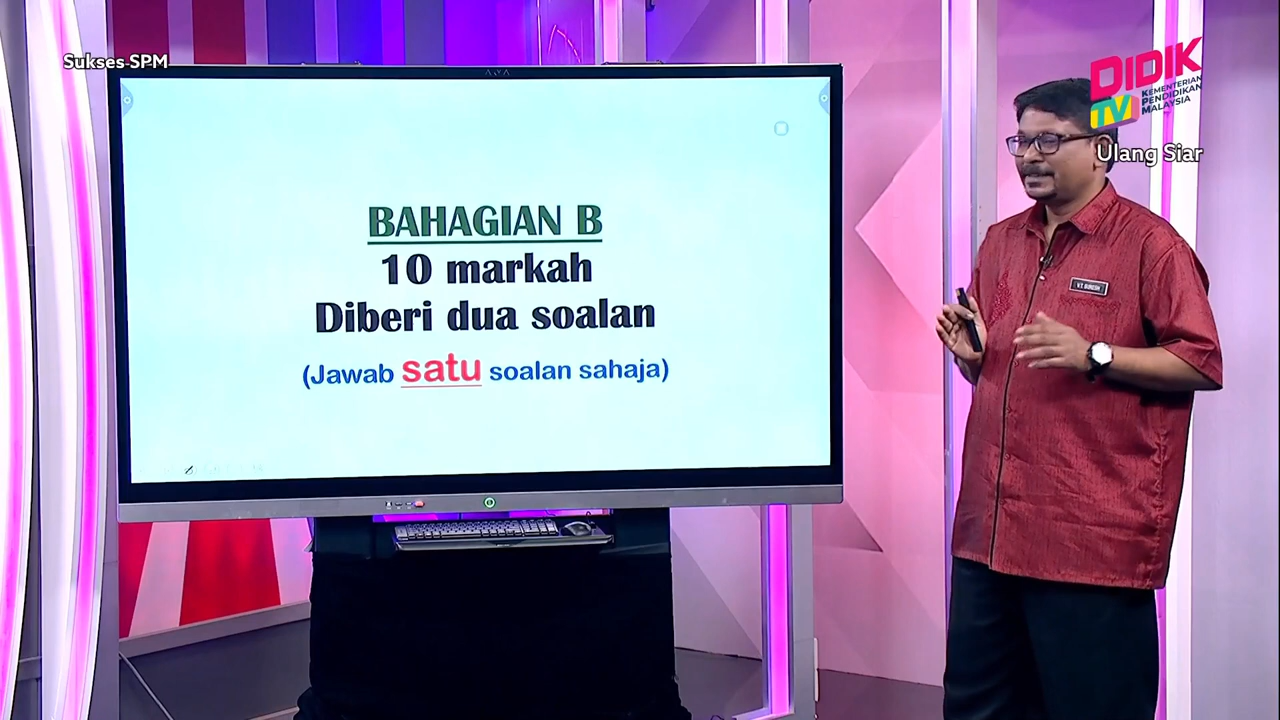 Sukses SPM
BAHAGIAN B
10 markah
Diberi dua soalan
(Jawab satu soalan sahaja)
DIDIK
TV
KEMENTERIAN
PENDIDIKAN
MALAYSIA
Ulang Siar
V.T. SURESH